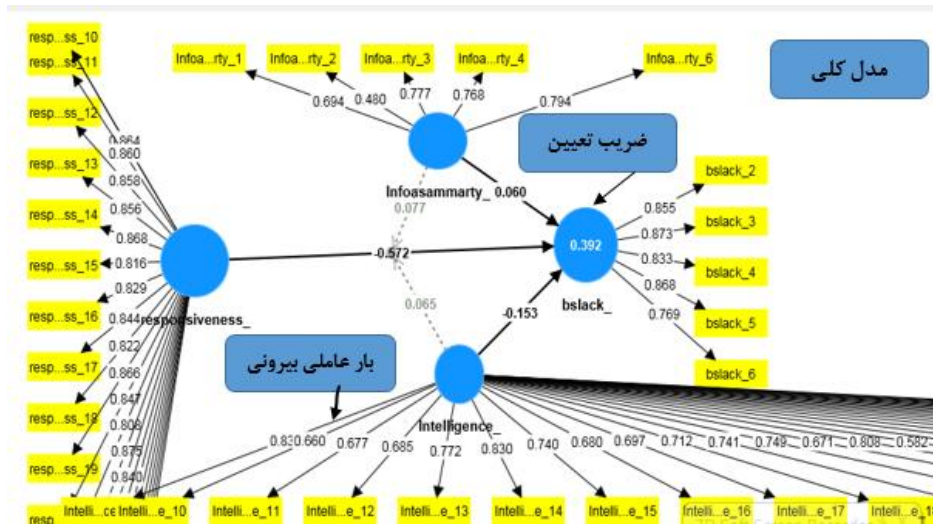 resp...ss_10
resp...ss_11
resp...ss_12
resp...ss_13
resp...ss_14
resp...ss_15
resp...ss_16
resp...ss_17
resp...ss_18
resp...ss_19
0.864
0.860
0.858
0.856
0.868
0.816
0.829
0.844
0.822
0.866
0.847
0.808
0.875
0.840
responsiveness_
Infoa...rty_1
Infoa...rty_2
Infoa...rty_3
Infoa...rty_4
Infoa...rty_6
0.694
0.480
0.777
0.768
0.794
مدل کلی
ضریب تعیین
Infoasammarty_
0.060
0.077
-0.572
0.065
-0.153
0.392
bslack_
bslack_2
bslack_3
bslack_4
bslack_5
bslack_6
0.855
0.873
0.833
0.868
0.769
بار عاملی بیرونی
Intelligence_
0.660
0.677
0.685
0.772
0.830
0.740
0.680
0.697
0.712
0.741
0.749
0.671
0.808
0.582
Intelli...e_10
Intelli...e_11
Intelli...e_12
Intelli...e_13
Intelli...e_14
Intelli...e_15
Intelli...e_16
Intelli...e_17